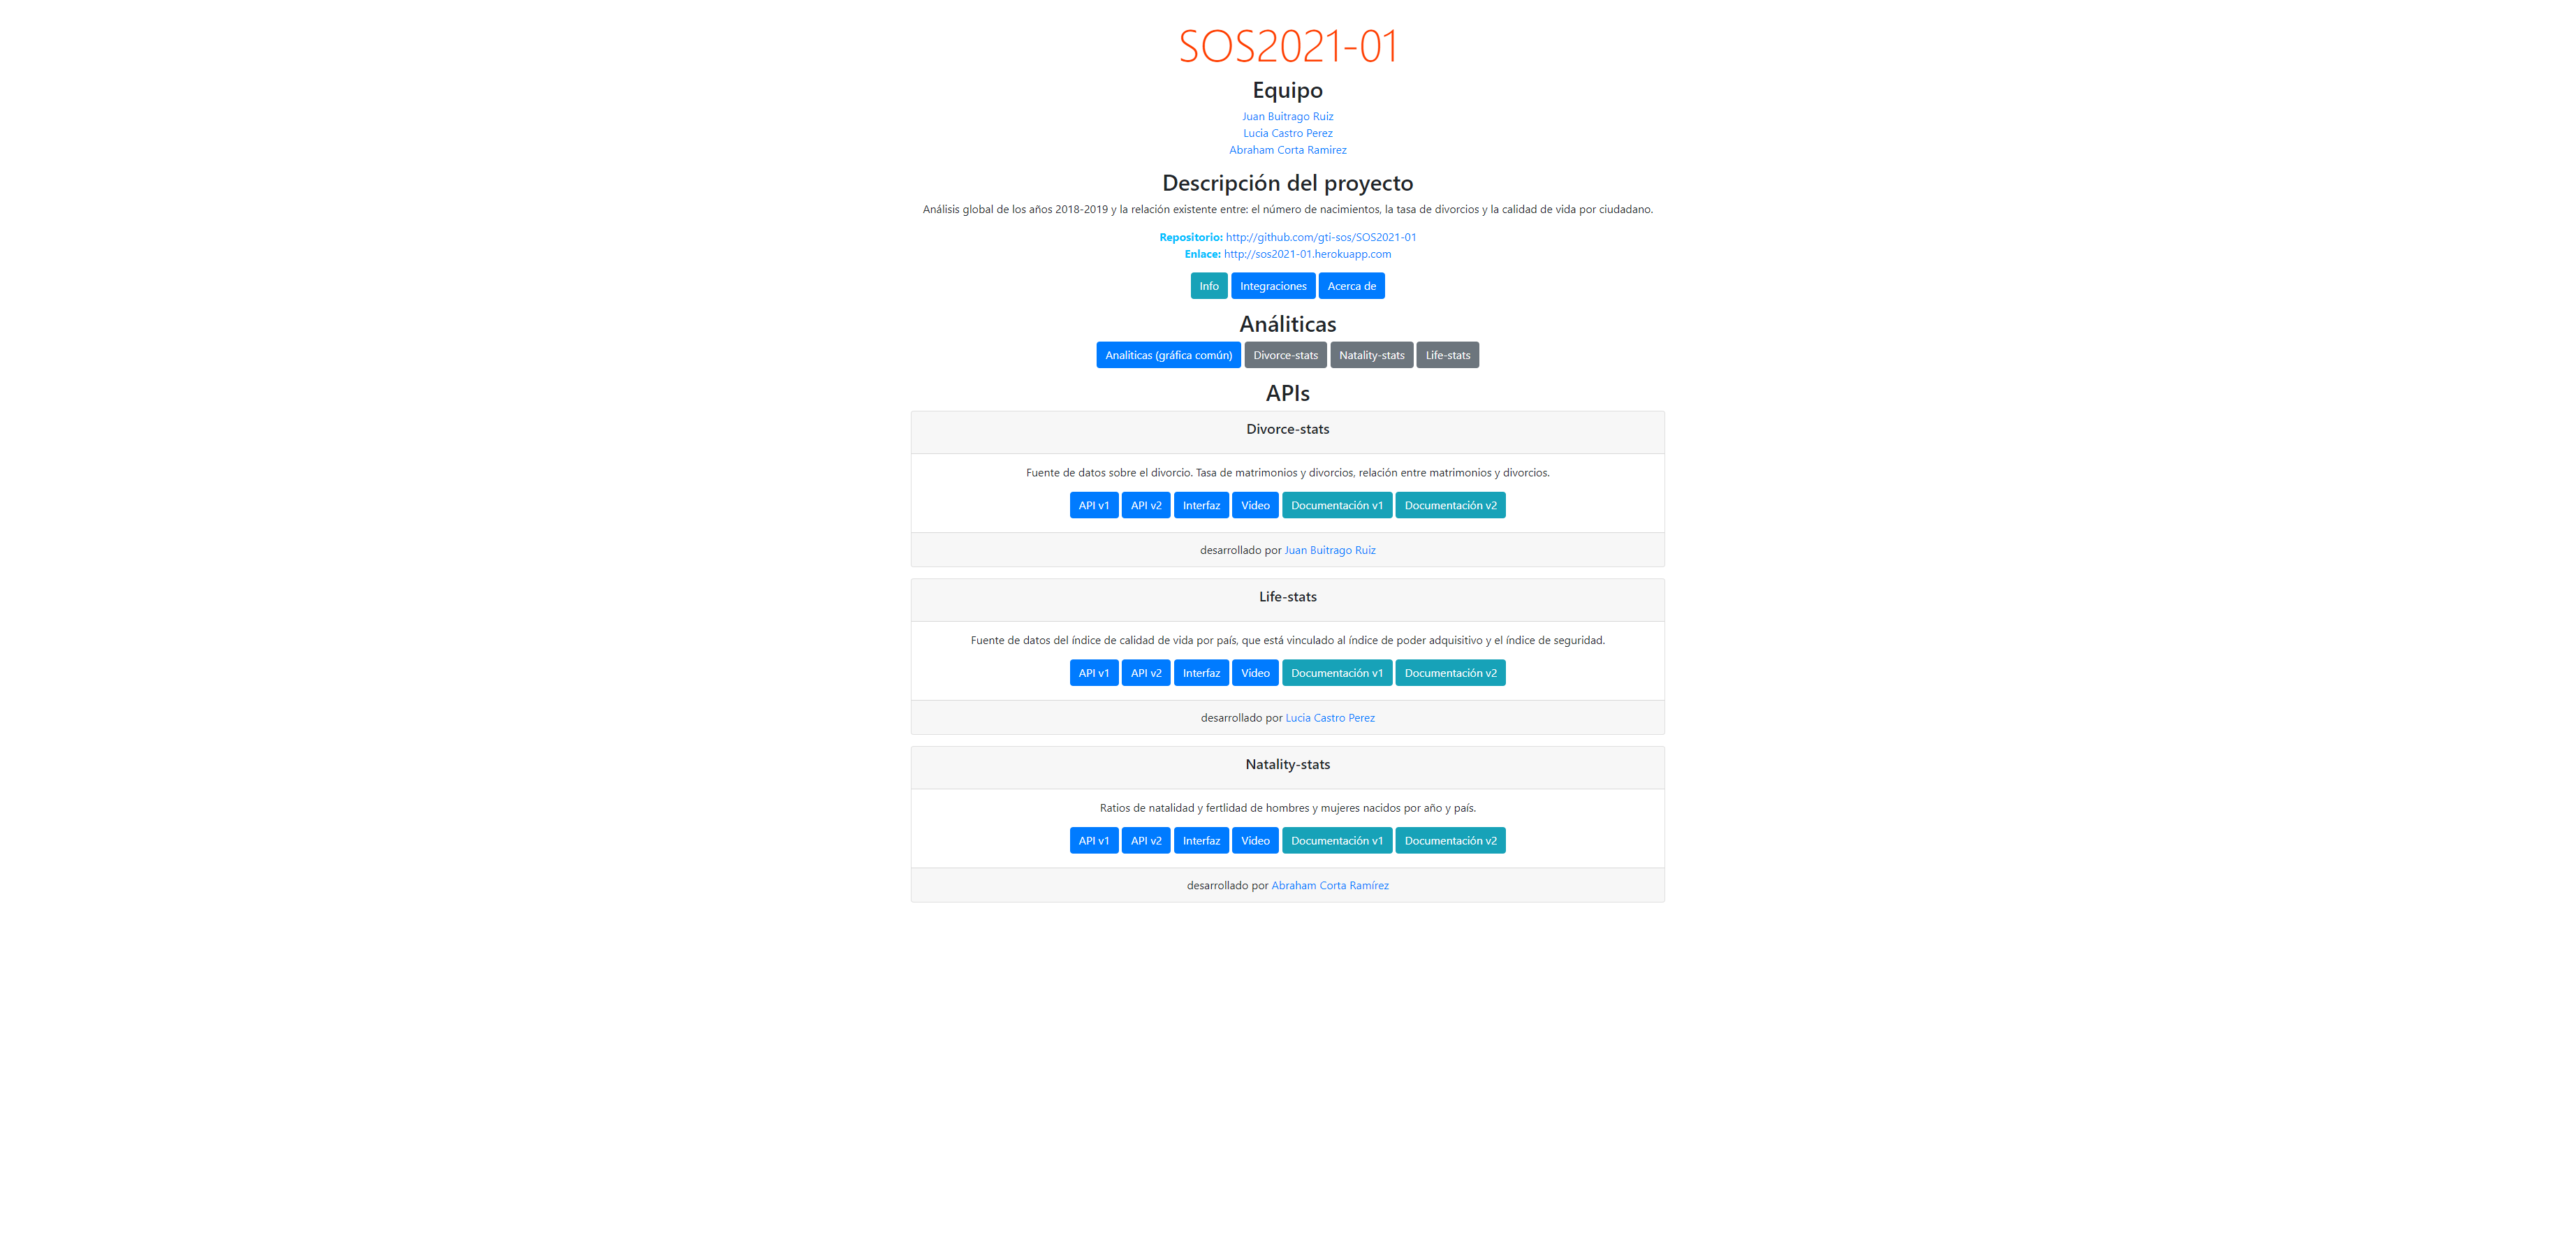 SOS2021-01
Equipo
Juan Buitrago Ruiz
Lucia Castro Perez
Abraham Corta Ramirez
Descripción del proyecto
Análisis global de los años 2018-2019 y la relación existente entre: el número de nacimientos, la tasa de divorcios y la calidad de vida por ciudadano.
Repositorio: http://github.com/gti-sos/SOS2021-01
Enlace: http://sos2021-01.herokuapp.com
Info Integraciones Acerca de
Análiticas
Analiticas (gráfica común) Divorce-stats Natality-stats Life-stats
APIs
Divorce-stats
Fuente de datos sobre el divorcio. Tasa de matrimonios y divorcios, relación entre matrimonios y divorcios.
API v1 API v2 Interfaz Video Documentación v1 Documentación v2
desarrollado por Juan Buitrago Ruiz
Life-stats
Fuente de datos del índice de calidad de vida por país, que está vinculado al índice de poder adquisitivo y el índice de seguridad.
API v1 API v2 Interfaz Video Documentación v1 Documentación v2
desarrollado por Lucia Castro Perez
Natality-stats
Ratios de natalidad y fertlidad de hombres y mujeres nacidos por año y país.
API v1 API v2 Interfaz Video Documentación v1 Documentación v2
desarrollado por Abraham Corta Ramírez